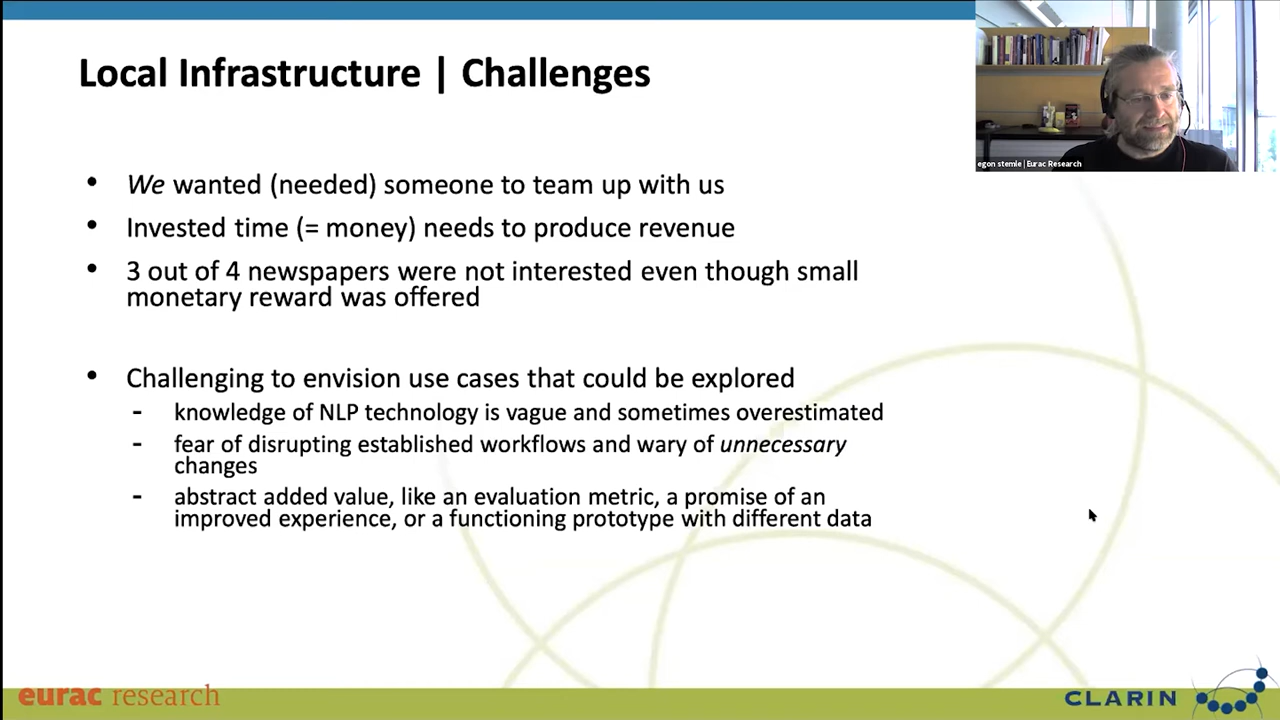 Local Infrastructure | Challenges
egon stemle | Eurac Research
• We wanted (needed) someone to team up with us
• Invested time (= money) needs to produce revenue
• 3 out of 4 newspapers were not interested even though small
monetary reward was offered
• Challenging to envision use cases that could be explored
- knowledge of NLP technology is vague and sometimes overestimated
- fear of disrupting established workflows and wary of unnecessary
changes
- abstract added value, like an evaluation metric, a promise of an
improved experience, or a functioning prototype with different data
eurac research
CLARIN